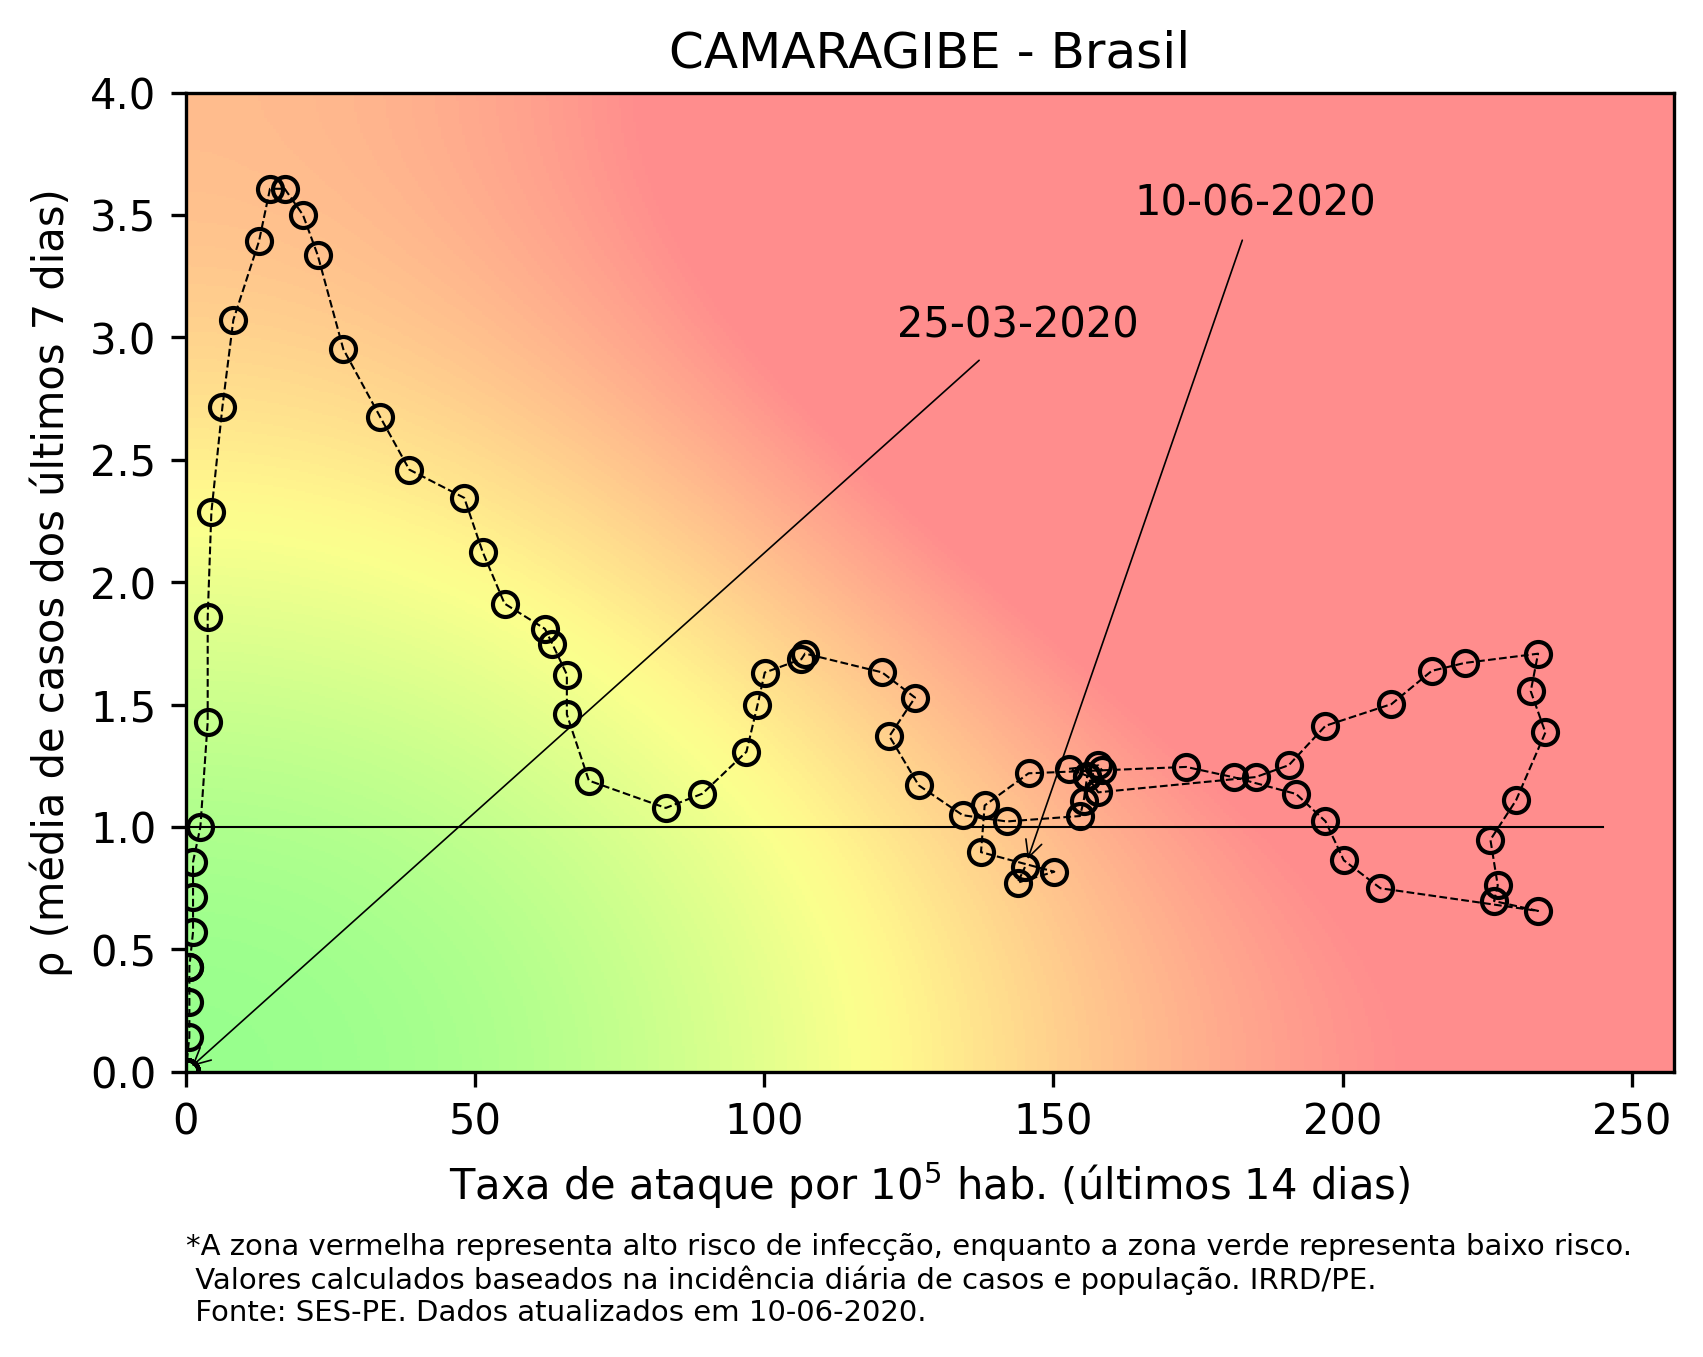 CAMARAGIBE - Brasil
4.0
3.5
3.0
2.5
2.0
1.5
1.0
0.5
0.0
ρ (média de casos dos últimos 7 dias)
10-06-2020
25-03-2020
0 50 100 150 200 250
Taxa de ataque por 10⁵ hab. (últimos 14 dias)
*A zona vermelha representa alto risco de infecção, enquanto a zona verde representa baixo risco.
Valores calculados baseados na incidência diária de casos e população. IRRD/PE.
Fonte: SES-PE. Dados atualizados em 10-06-2020.